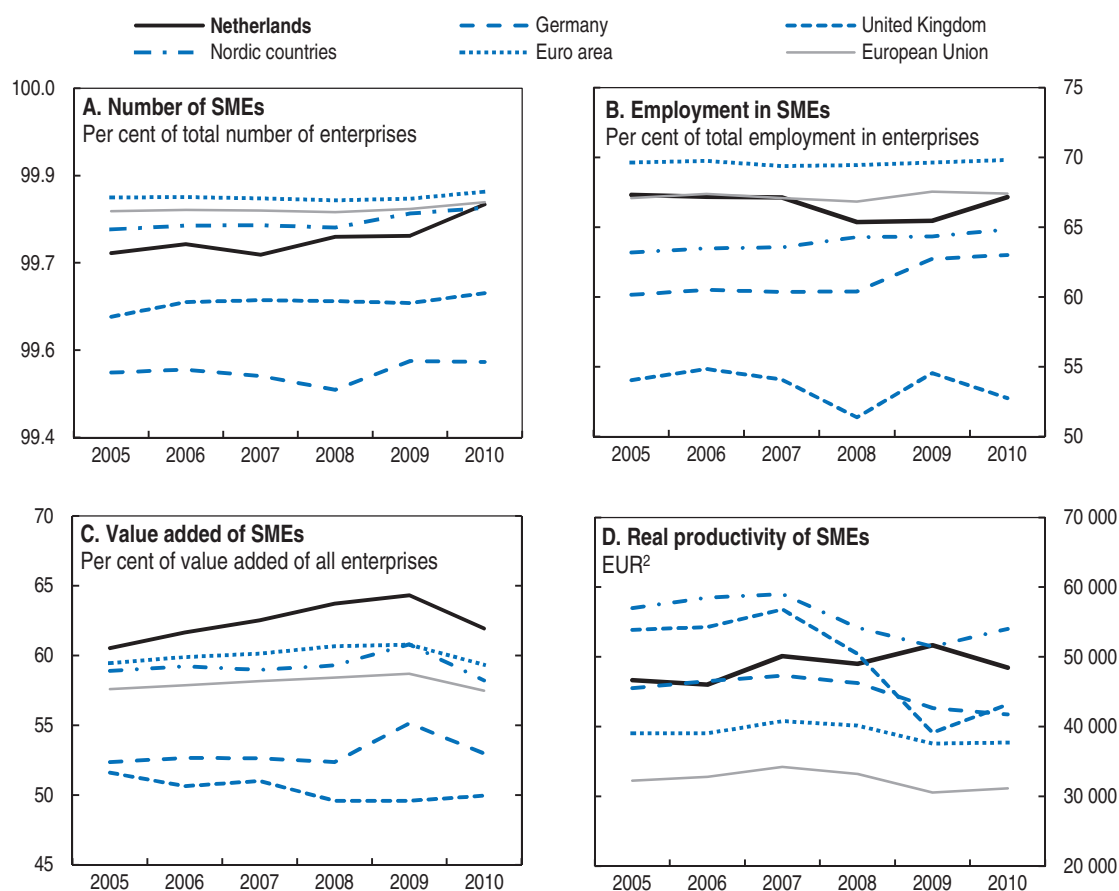 Netherlands Germany United Kingdom
Nordic countries Euro area European Union
A. Number of SMEs
Per cent of total number of enterprises
100.0
99.9
99.7
99.6
99.4
2005 2006 2007 2008 2009 2010
B. Employment in SMEs
Per cent of total employment in enterprises
75
70
65
60
55
50
2005 2006 2007 2008 2009 2010
C. Value added of SMEs
Per cent of value added of all enterprises
70
65
60
55
50
45
2005 2006 2007 2008 2009 2010
D. Real productivity of SMEs
EUR²
70 000
60 000
50 000
40 000
30 000
20 000
2005 2006 2007 2008 2009 2010